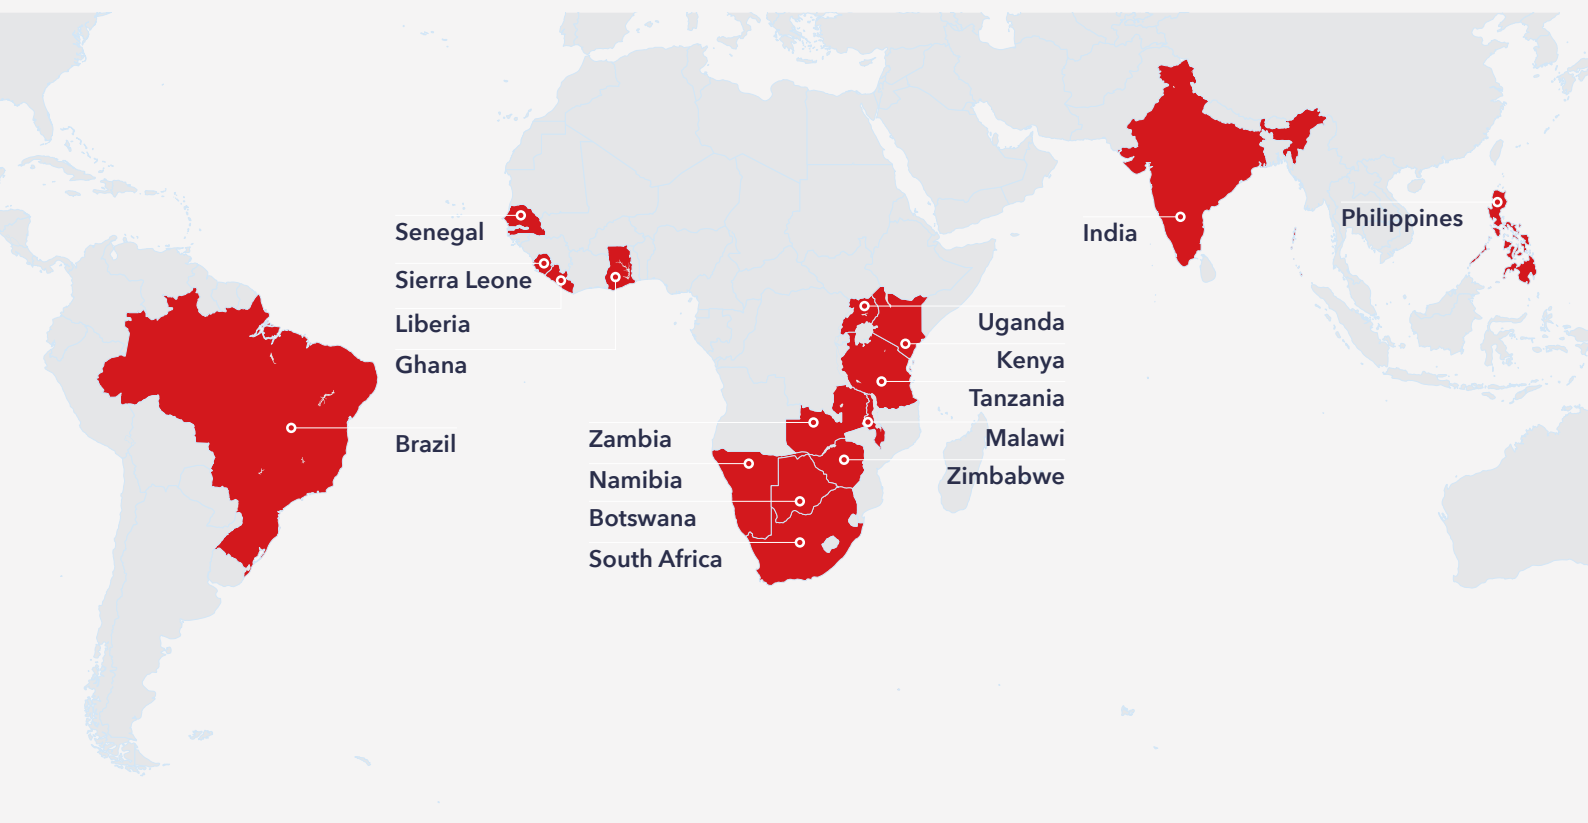 Senegal
Sierra Leone
Liberia
Ghana
Brazil
Zambia
Namibia
Botswana
South Africa
Uganda
Kenya
Tanzania
Malawi
Zimbabwe
India
Philippines